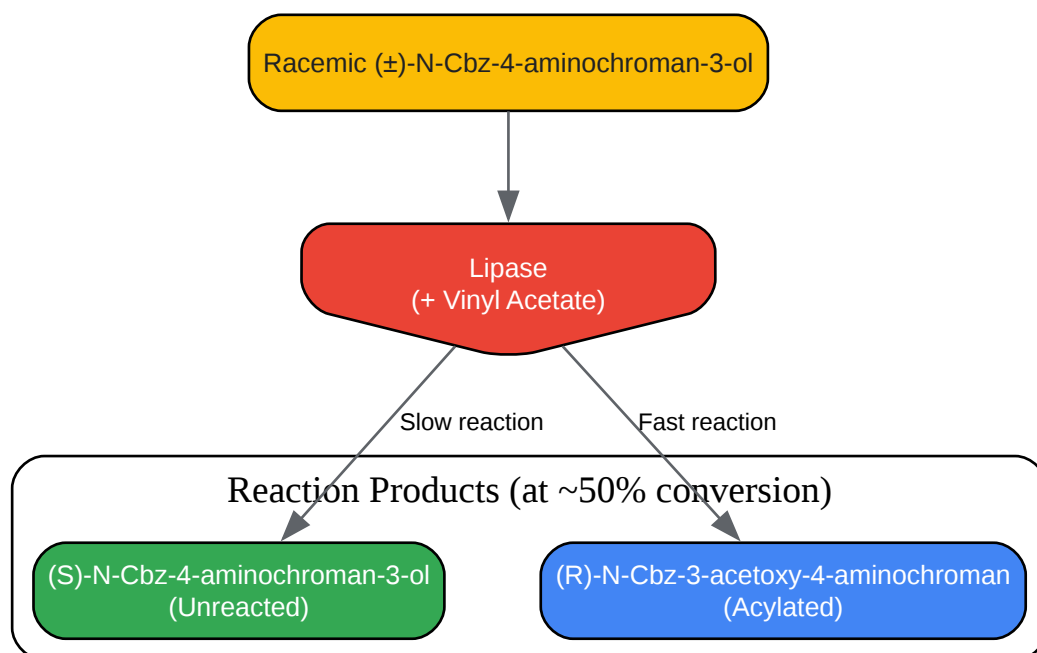 Racemic (±)-N-Cbz-4-aminochroman-3-ol
Lipase
(+ Vinyl Acetate)
Slow reaction
Fast reaction
Reaction Products (at ~50% conversion)
(S)-N-Cbz-4-aminochroman-3-ol
(Unreacted)
(R)-N-Cbz-3-acetoxy-4-aminochroman
(Acylated)